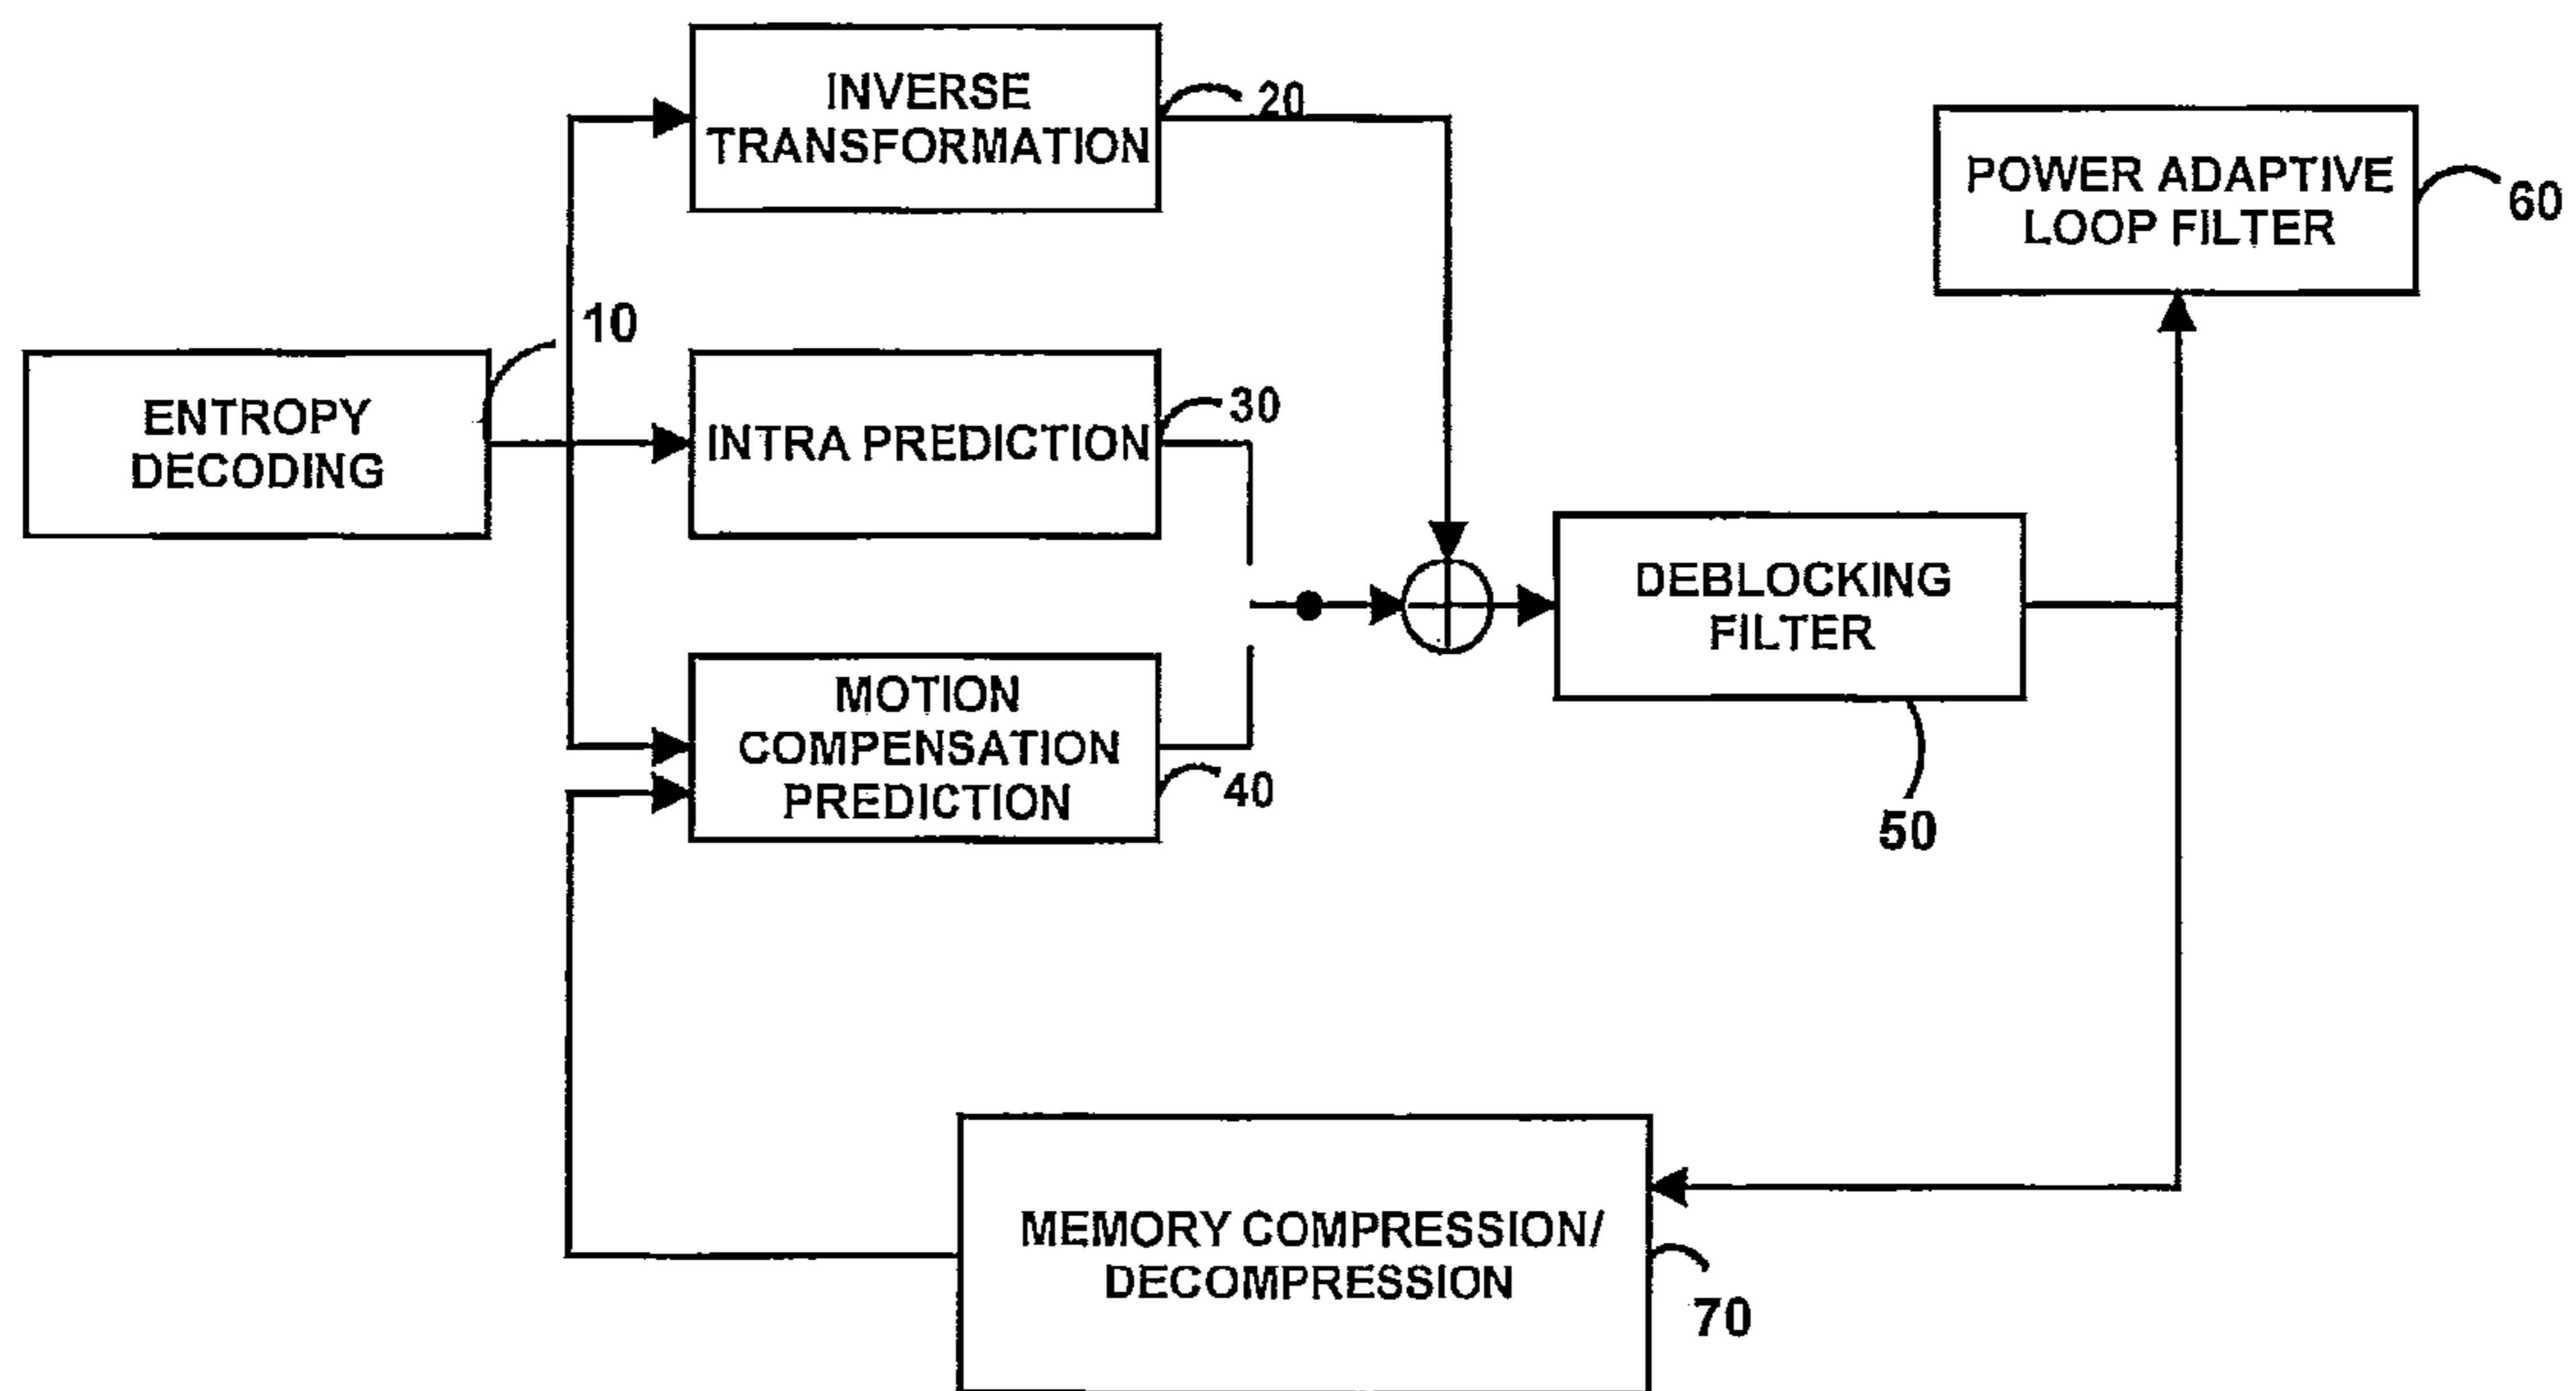 INVERSE
TRANSFORMATION
20
POWER ADAPTIVE
LOOP FILTER
60
10
ENTROPY
DECODING
INTRA PREDICTION
30
DEBLOCKING
FILTER
50
MOTION
COMPENSATION
PREDICTION
40
MEMORY COMPRESSION/
DECOMPRESSION
70